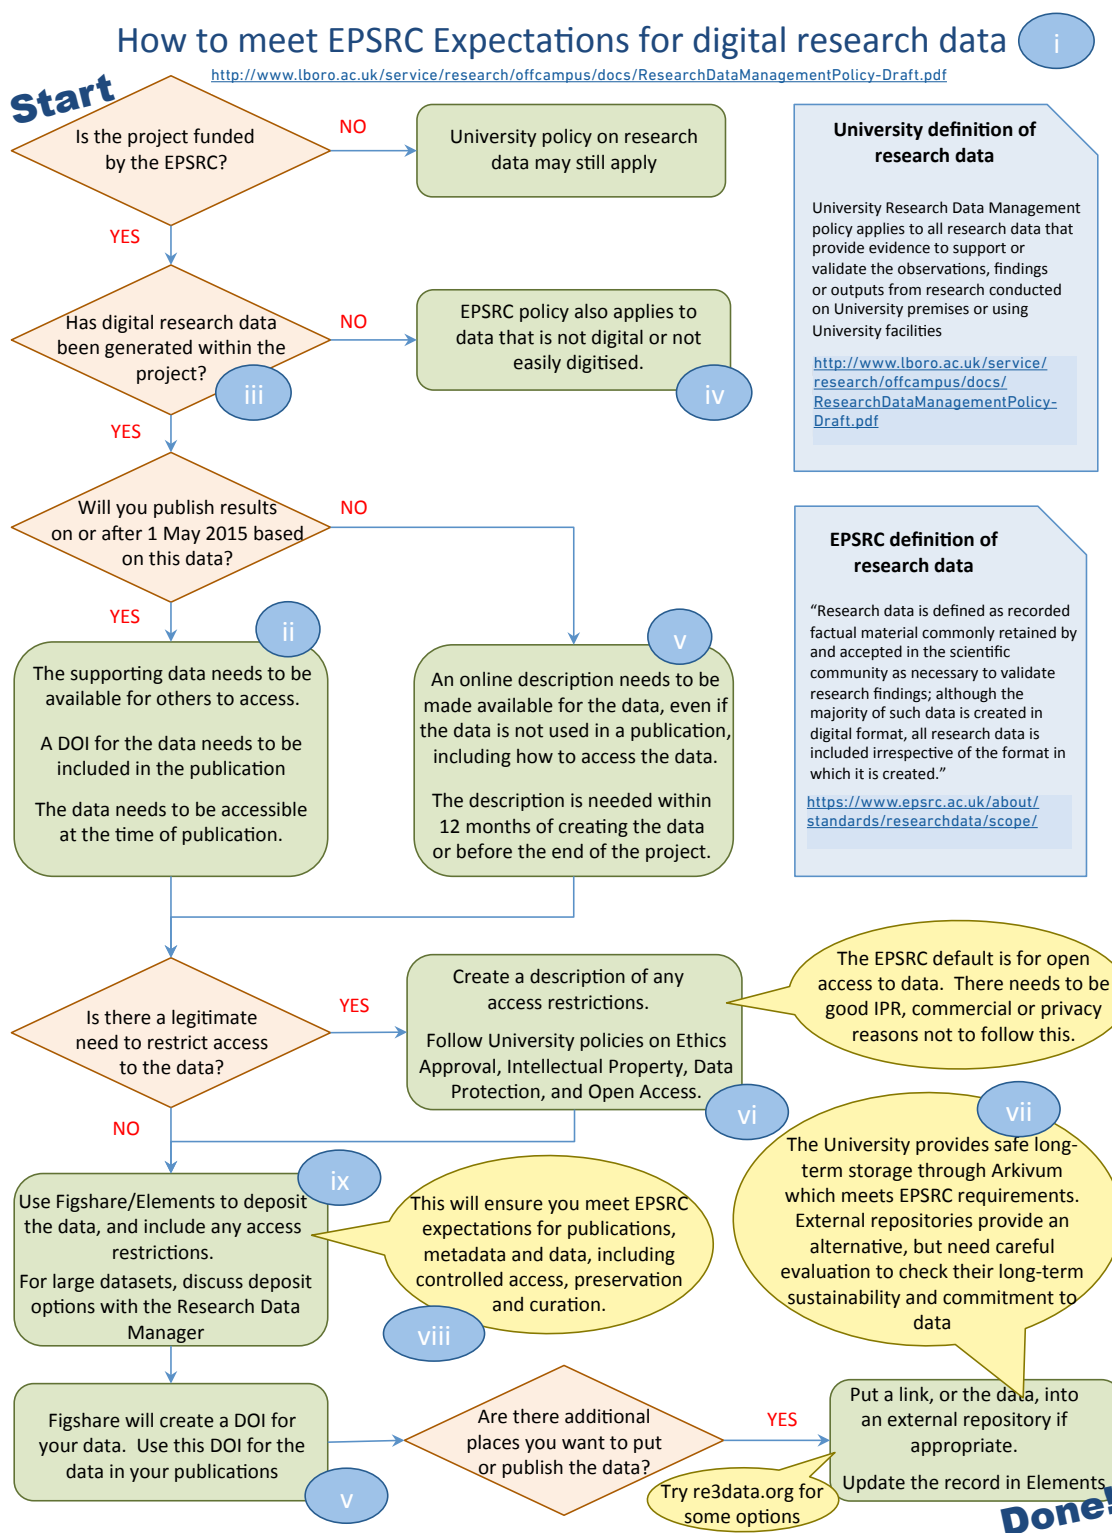 How to meet EPSRC Expectations for digital research data
i
http://www.lboro.ac.uk/service/research/offcampus/docs/ResearchDataManagementPolicy-Draft.pdf
Start
Is the project funded
by the EPSRC?
NO
University policy on research
data may still apply
YES
Has digital research data
been generated within the
project?
iii
NO
EPSRC policy also applies to
data that is not digital or not
easily digitised.
iv
YES
Will you publish results
on or after 1 May 2015 based
on this data?
NO
YES
ii
The supporting data needs to be
available for others to access.
A DOI for the data needs to be
included in the publication
The data needs to be accessible
at the time of publication.
v
An online description needs to be
made available for the data, even if
the data is not used in a publication,
including how to access the data.
The description is needed within
12 months of creating the data
or before the end of the project.
University definition of
research data
University Research Data Management
policy applies to all research data that
provide evidence to support or
validate the observations, findings
or outputs from research conducted
on University premises or using
University facilities
http://www.lboro.ac.uk/service/
research/offcampus/docs/
ResearchDataManagementPolicy-
Draft.pdf
EPSRC definition of
research data
“Research data is defined as recorded
factual material commonly retained by
and accepted in the scientific
community as necessary to validate
research findings; although the
majority of such data is created in
digital format, all research data is
included irrespective of the format in
which it is created.”
https://www.epsrc.ac.uk/about/
standards/researchdata/scope/
Is there a legitimate
need to restrict access
to the data?
YES
Create a description of any
access restrictions.
Follow University policies on Ethics
Approval, Intellectual Property, Data
Protection, and Open Access.
vi
The EPSRC default is for open
access to data. There needs to be
good IPR, commercial or privacy
reasons not to follow this.
NO
ix
Use Figshare/Elements to deposit
the data, and include any access
restrictions.
For large datasets, discuss deposit
options with the Research Data
Manager
This will ensure you meet EPSRC
expectations for publications,
metadata and data, including
controlled access, preservation
and curation.
viii
vii
The University provides safe long-
term storage through Arkivum
which meets EPSRC requirements.
External repositories provide an
alternative, but need careful
evaluation to check their long-term
sustainability and commitment to
data
Figshare will create a DOI for
your data. Use this DOI for the
data in your publications
v
Are there additional
places you want to put
or publish the data?
YES
Put a link, or the data, into
an external repository if
appropriate.
Update the record in Elements
Try re3data.org for
some options
Done!